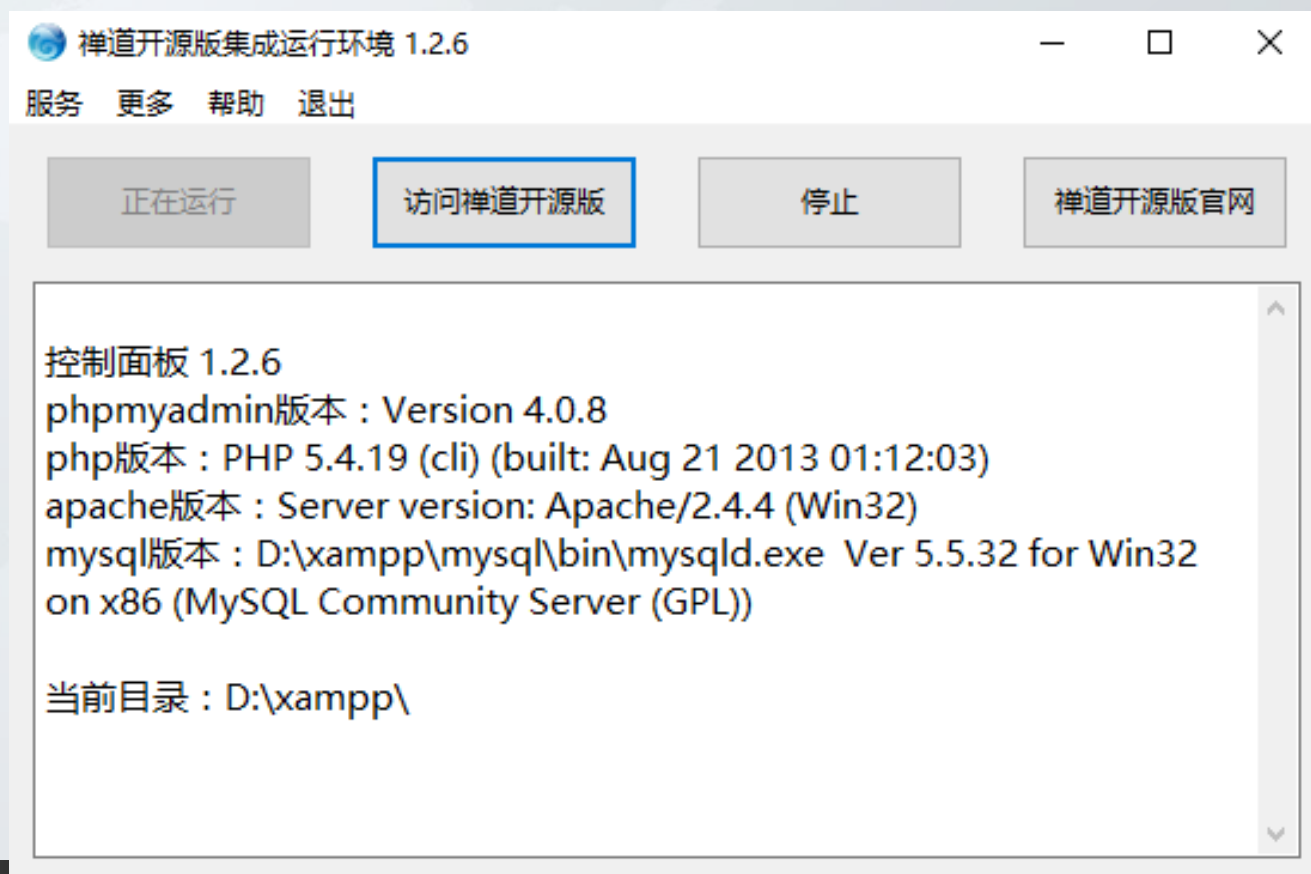 禅道开源版集成运行环境 1.2.6
服务 更多 帮助 退出
正在运行 访问禅道开源版 停止 禅道开源版官网
控制面板 1.2.6
phpmyadmin版本：Version 4.0.8
php版本：PHP 5.4.19 (cli) (built: Aug 21 2013 01:12:03)
apache版本：Server version: Apache/2.4.4 (Win32)
mysql版本：D:\xampp\mysql\bin\mysqld.exe  Ver 5.5.32 for Win32
on x86 (MySQL Community Server (GPL))
当前目录：D:\xampp\